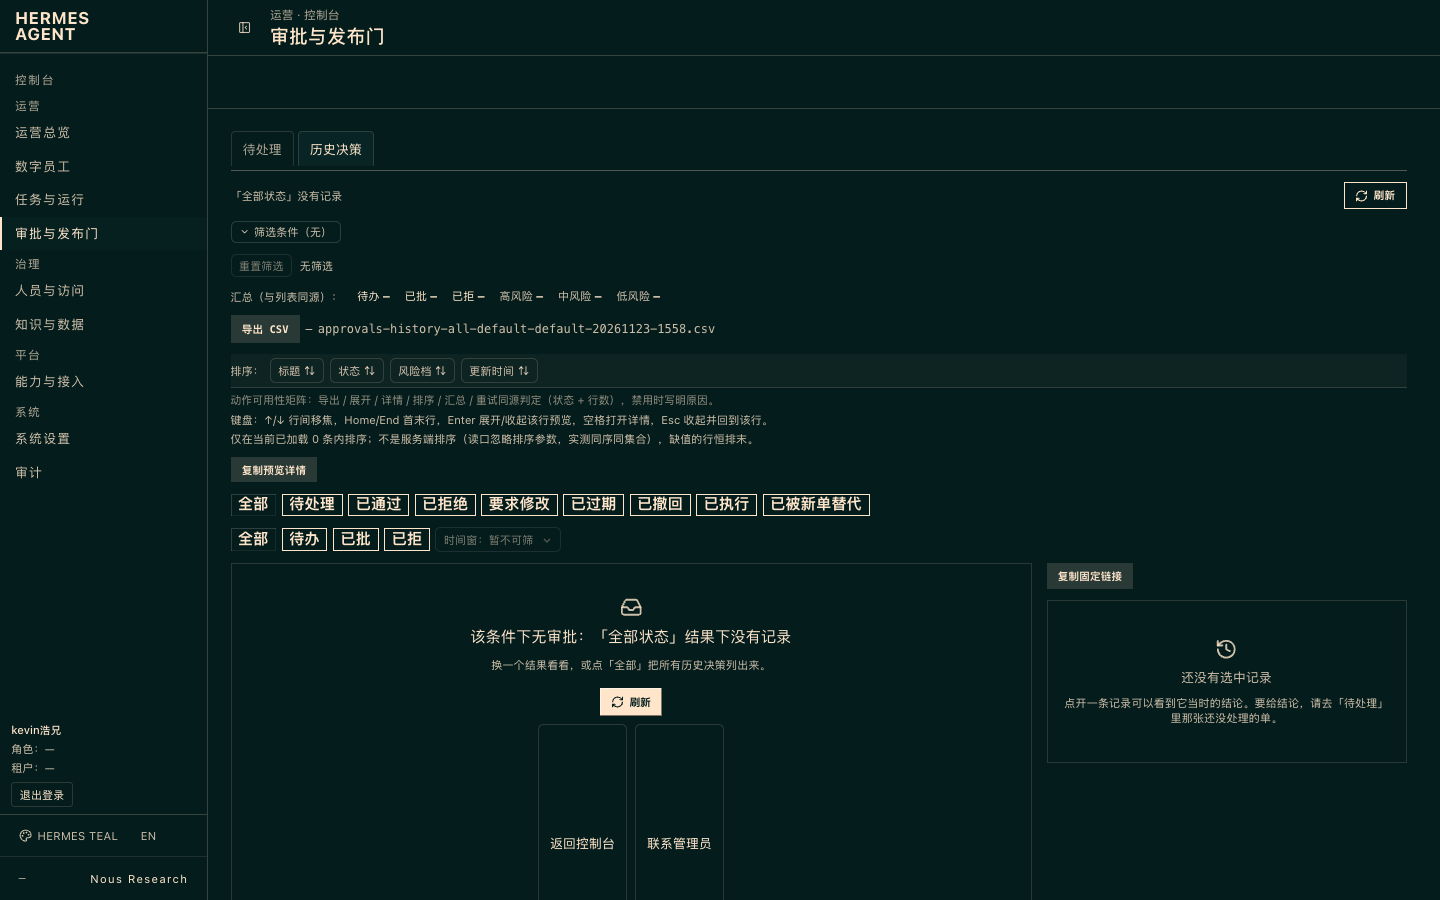 HERMES
AGENT
控制台
运营
运营总览
数字员工
任务与运行
审批与发布门
治理
人员与访问
知识与数据
平台
能力与接入
系统
系统设置
审计
kevin浩兄
角色：—
租户：—
退出登录
HERMES TEAL EN
— Nous Research
运营 · 控制台
审批与发布门
待处理 历史决策
「全部状态」没有记录 刷新
筛选条件（无）
重置筛选 无筛选
汇总（与列表同源）： 待办 – 已批 – 已拒 – 高风险 – 中风险 – 低风险 –
导出 CSV — approvals-history-all-default-default-20261123-1558.csv
排序： 标题 ⇅ 状态 ⇅ 风险档 ⇅ 更新时间 ⇅
动作可用性矩阵：导出 / 展开 / 详情 / 排序 / 汇总 / 重试同源判定（状态 + 行数），禁用时写明原因。
键盘：↑/↓ 行间移焦，Home/End 首末行，Enter 展开/收起该行预览，空格打开详情，Esc 收起并回到该行。
仅在当前已加载 0 条内排序；不是服务端排序（读口忽略排序参数，实测同序同集合），缺值的行恒排末。
复制预览详情
全部 待处理 已通过 已拒绝 要求修改 已过期 已撤回 已执行 已被新单替代
全部 待办 已批 已拒 时间窗：暂不可筛
该条件下无审批：「全部状态」结果下没有记录
换一个结果看看，或点「全部」把所有历史决策列出来。
刷新
返回控制台 联系管理员
复制固定链接
还没有选中记录
点开一条记录可以看到它当时的结论。要给结论，请去「待处理」
里那张还没处理的单。